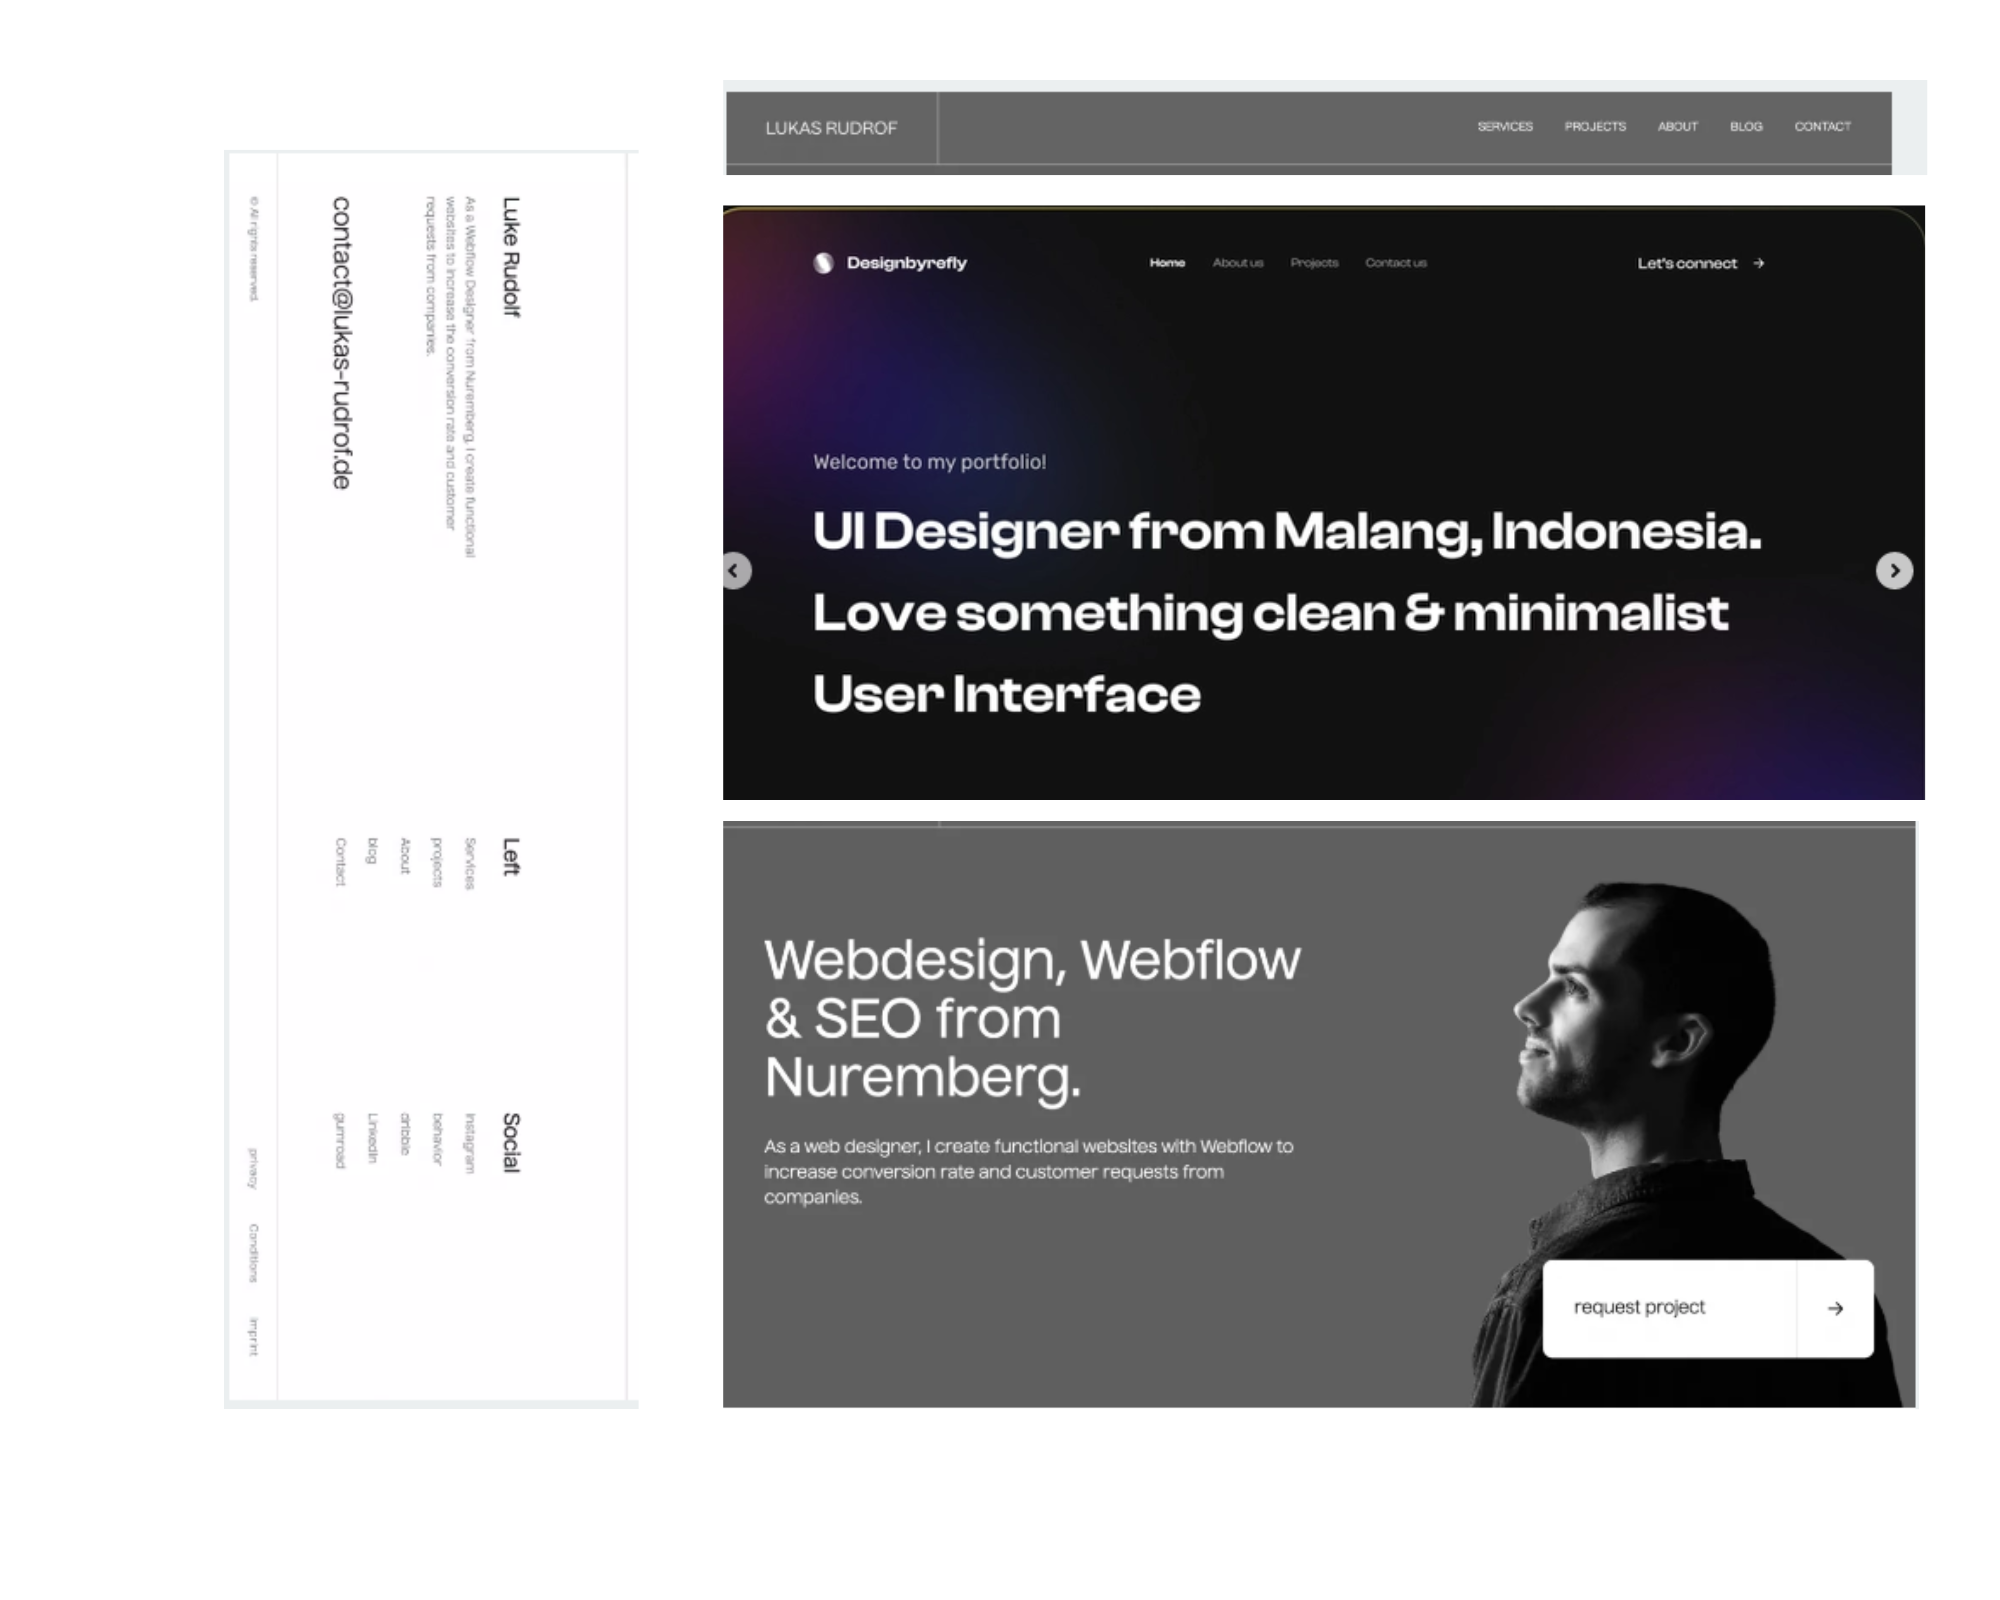 Luke Rudolf
As a Webflow Designer from Nuremberg, I create functional
websites to increase the conversion rate and customer
requests from companies.
contact@lukas-rudrof.de
Left
Services
projects
About
blog
Contact
Social
Instagram
behavior
dribble
LinkedIn
gumroad
© All rights reserved.
privacy
Conditions
imprint
LUKAS RUDROF
SERVICES PROJECTS ABOUT BLOG CONTACT
Designbyrefly
Home About us Projects Contact us
Let's connect →
Welcome to my portfolio!
UI Designer from Malang, Indonesia.
Love something clean & minimalist
User Interface
Webdesign, Webflow
& SEO from
Nuremberg.
As a web designer, I create functional websites with Webflow to
increase conversion rate and customer requests from
companies.
request project →